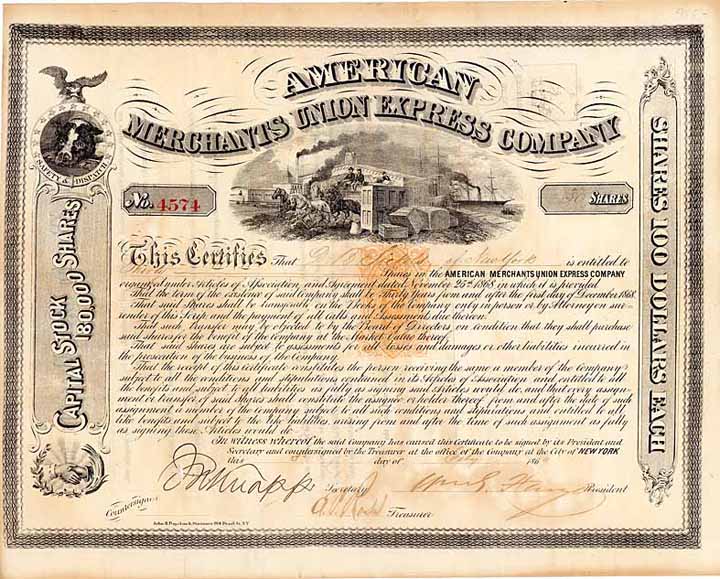 AMERICAN
MERCHANTS UNION EXPRESS COMPANY
SAFETY & DISPATCH
No. 4574
SHARES
CAPITAL STOCK 180,000 SHARES
SHARES 100 DOLLARS EACH
This Certifies That of New York is entitled to
Thirty Shares in the AMERICAN MERCHANTS UNION EXPRESS COMPANY
organized under Articles of Association and Agreement dated November 25th 1868, in which it is provided
That the term of the existence of said Company shall be Thirty Years from and after the first day of December 1868.
That said Shares shall be transferable on the Books of the Company only in person or by Attorney on sur-
render of this Scrip and the payment of all calls and Assessments due thereon.
That such transfer may be objected to by the Board of Directors on condition that they shall purchase
said shares for the benefit of the Company at the Market Value thereof.
That said shares are subject to assessment for all losses and damages or other liabilities incurred in
the prosecution of the business of the Company.
That the receipt of this certificate constitutes the person receiving the same a member of the Company
subject to all the conditions and stipulations contained in its Articles of Association and entitled to all
the benefits and subject to all liabilities as fully as signing said Articles would do, and that every assign-
ment or transfer of said Shares shall constitute the assignee or holder thereof from and after the date of such
assignment a member of the Company subject to all such conditions and stipulations and entitled to all
like benefits and subject to the like liabilities, arising from and after the time of such assignment as fully
as signing these Articles would do.
In witness whereof the said Company has caused this Certificate to be signed by its President and
Secretary and countersigned by the Treasurer at the office of the Company at the City of NEW YORK
this day of 186
Secretary President
Countersigned Treasurer